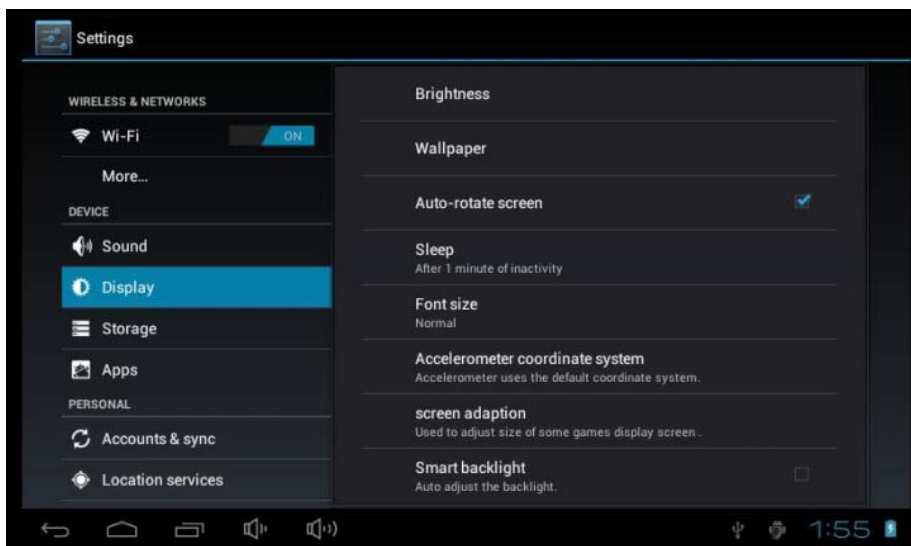 Settings
WIRELESS & NETWORKS
Wi-Fi ON
More...
DEVICE
Sound
Display
Storage
Apps
PERSONAL
Accounts & sync
Location services
Brightness
Wallpaper
Auto-rotate screen
Sleep
After 1 minute of inactivity
Font size
Normal
Accelerometer coordinate system
Accelerometer uses the default coordinate system.
screen adaption
Used to adjust size of some games display screen .
Smart backlight
Auto adjust the backlight.
1:55